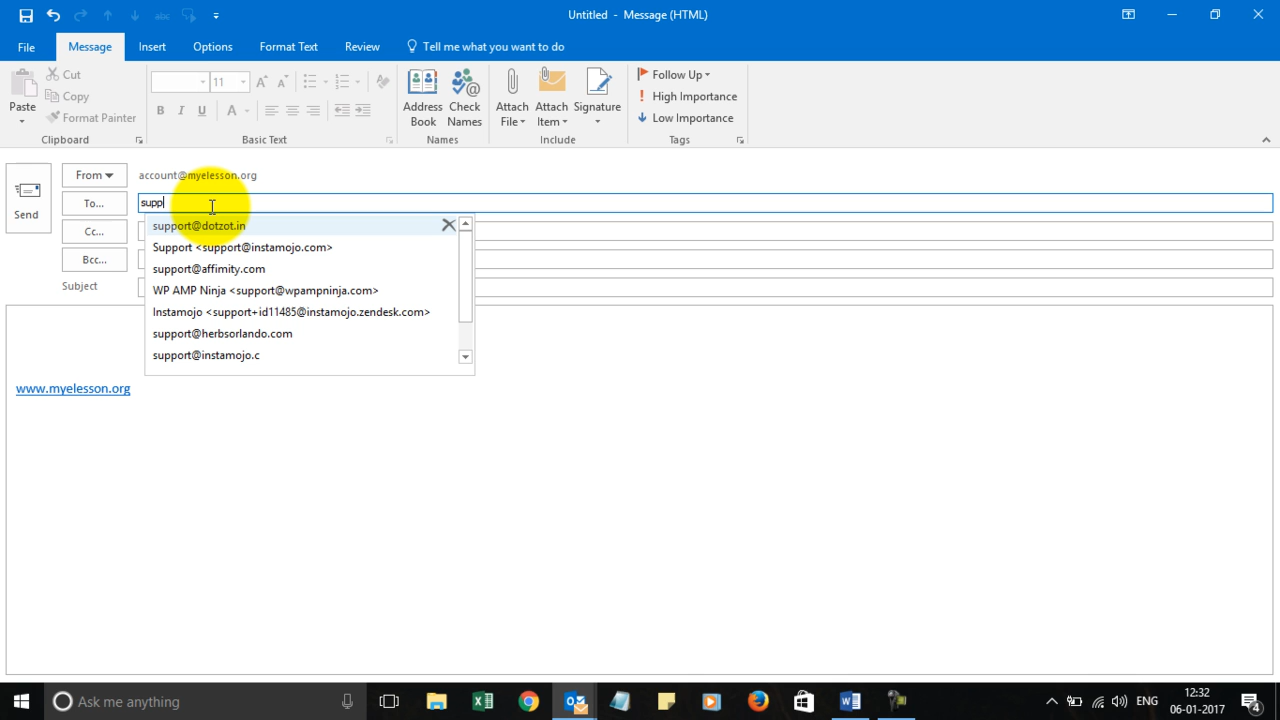 Untitled - Message (HTML)
File Message Insert Options Format Text Review Tell me what you want to do
Paste
Cut
Copy
Format Painter
Clipboard
11
B I U A
Basic Text
Address Book
Check Names
Names
Attach File
Attach Item
Signature
Include
Follow Up
High Importance
Low Importance
Tags
Send
From account@myelesson.org
To... supp
Cc...
Bcc...
Subject
support@dotzot.in
Support <support@instamojo.com>
support@affimity.com
WP AMP Ninja <support@wpampninja.com>
Instamojo <support+id11485@instamojo.zendesk.com>
support@herbsorlando.com
support@instamojo.c
www.myelesson.org
Ask me anything
ENG
12:32
06-01-2017
4